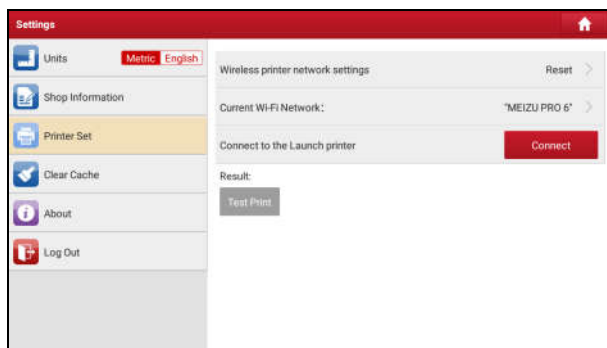 Settings
Units Metric English
Shop Information
Printer Set
Clear Cache
About
Log Out
Wireless printer network settings Reset
Current Wi-Fi Network: "MEIZU PRO 6"
Connect to the Launch printer Connect
Result:
Test Print